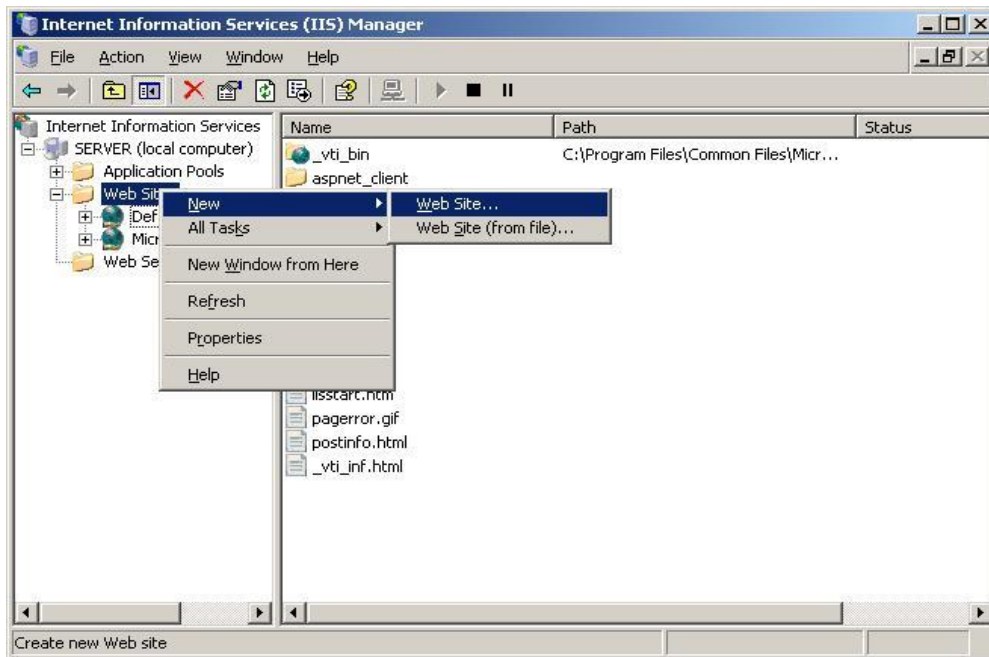 Internet Information Services (IIS) Manager
File Action View Window Help
Internet Information Services
SERVER (local computer)
Application Pools
Web Sit
Def
Micr
Web Se
Name Path Status
_vti_bin C:\Program Files\Common Files\Micr...
aspnet_client
New
All Tasks
New Window from Here
Refresh
Properties
Help
Web Site...
Web Site (from file)...
iisstart.htm
pagerror.gif
postinfo.html
_vti_inf.html
Create new Web site